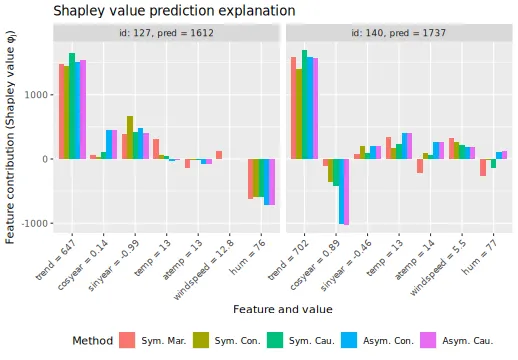 Shapley value prediction explanation
id: 127, pred = 1612
id: 140, pred = 1737
Feature contribution (Shapley value φⱼ)
1000
0
-1000
trend = 647
cosyear = 0.14
sinyear = -0.99
temp = 13
atemp = 13
windspeed = 12.8
hum = 76
trend = 702
cosyear = 0.89
sinyear = -0.46
temp = 13
atemp = 14
windspeed = 5.5
hum = 77
Feature and value
Method Sym. Mar. Sym. Con. Sym. Cau. Asym. Con. Asym. Cau.